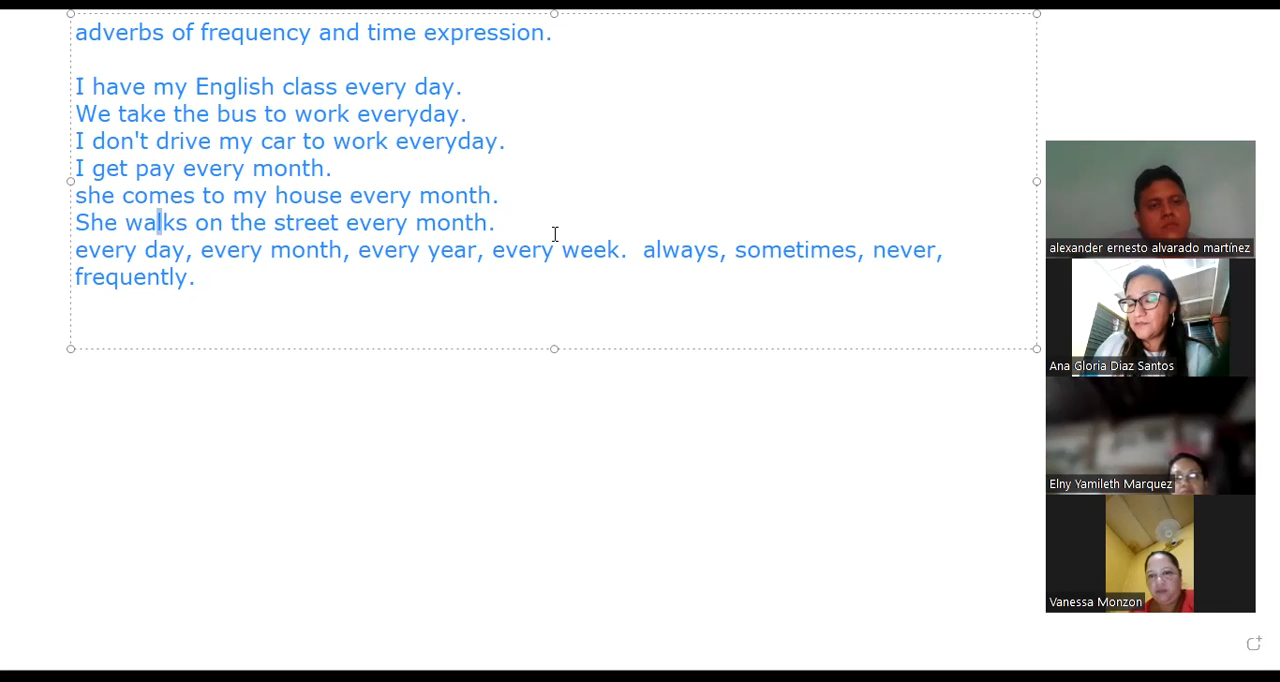 adverbs of frequency and time expression.
I have my English class every day.
We take the bus to work everyday.
I don't drive my car to work everyday.
I get pay every month.
she comes to my house every month.
She walks on the street every month.
every day, every month, every year, every week.  always, sometimes, never,
frequently.
alexander ernesto alvarado martínez
Ana Gloria Diaz Santos
Elny Yamileth Marquez
Vanessa Monzon